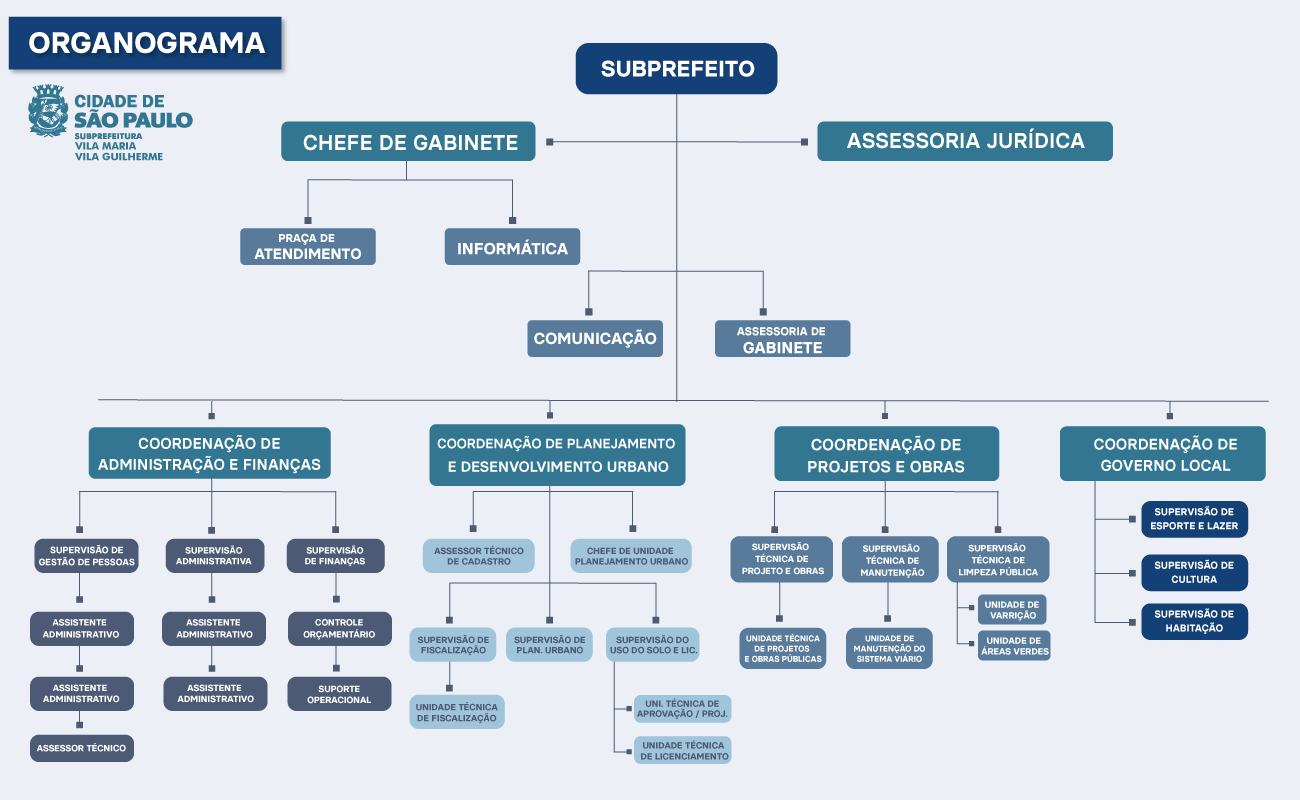 ORGANOGRAMA
CIDADE DE
SÃO PAULO
SUBPREFEITURA
VILA MARIA
VILA GUILHERME
SUBPREFEITO
CHEFE DE GABINETE
ASSESSORIA JURÍDICA
PRAÇA DE
ATENDIMENTO
INFORMÁTICA
COMUNICAÇÃO
ASSESSORIA DE
GABINETE
COORDENAÇÃO DE
ADMINISTRAÇÃO E FINANÇAS
COORDENAÇÃO DE PLANEJAMENTO
E DESENVOLVIMENTO URBANO
COORDENAÇÃO DE
PROJETOS E OBRAS
COORDENAÇÃO DE
GOVERNO LOCAL
SUPERVISÃO DE
GESTÃO DE PESSOAS
SUPERVISÃO
ADMINISTRATIVA
SUPERVISÃO
DE FINANÇAS
ASSISTENTE
ADMINISTRATIVO
ASSISTENTE
ADMINISTRATIVO
CONTROLE
ORÇAMENTÁRIO
ASSISTENTE
ADMINISTRATIVO
ASSISTENTE
ADMINISTRATIVO
SUPORTE
OPERACIONAL
ASSESSOR TÉCNICO
ASSESSOR TÉCNICO
DE CADASTRO
CHEFE DE UNIDADE
PLANEJAMENTO URBANO
SUPERVISÃO DE
FISCALIZAÇÃO
SUPERVISÃO DE
PLAN. URBANO
SUPERVISÃO DO
USO DO SOLO E LIC.
UNIDADE TÉCNICA
DE FISCALIZAÇÃO
UNI. TÉCNICA DE
APROVAÇÃO / PROJ.
UNIDADE TÉCNICA
DE LICENCIAMENTO
SUPERVISÃO
TÉCNICA DE
PROJETO E OBRAS
SUPERVISÃO
TÉCNICA DE
MANUTENÇÃO
SUPERVISÃO
TÉCNICA DE
LIMPEZA PÚBLICA
UNIDADE TÉCNICA
DE PROJETOS
E OBRAS PÚBLICAS
UNIDADE DE
MANUTENÇÃO DO
SISTEMA VIÁRIO
UNIDADE DE
VARRIÇÃO
UNIDADE DE
ÁREAS VERDES
SUPERVISÃO DE
ESPORTE E LAZER
SUPERVISÃO DE
CULTURA
SUPERVISÃO DE
HABITAÇÃO